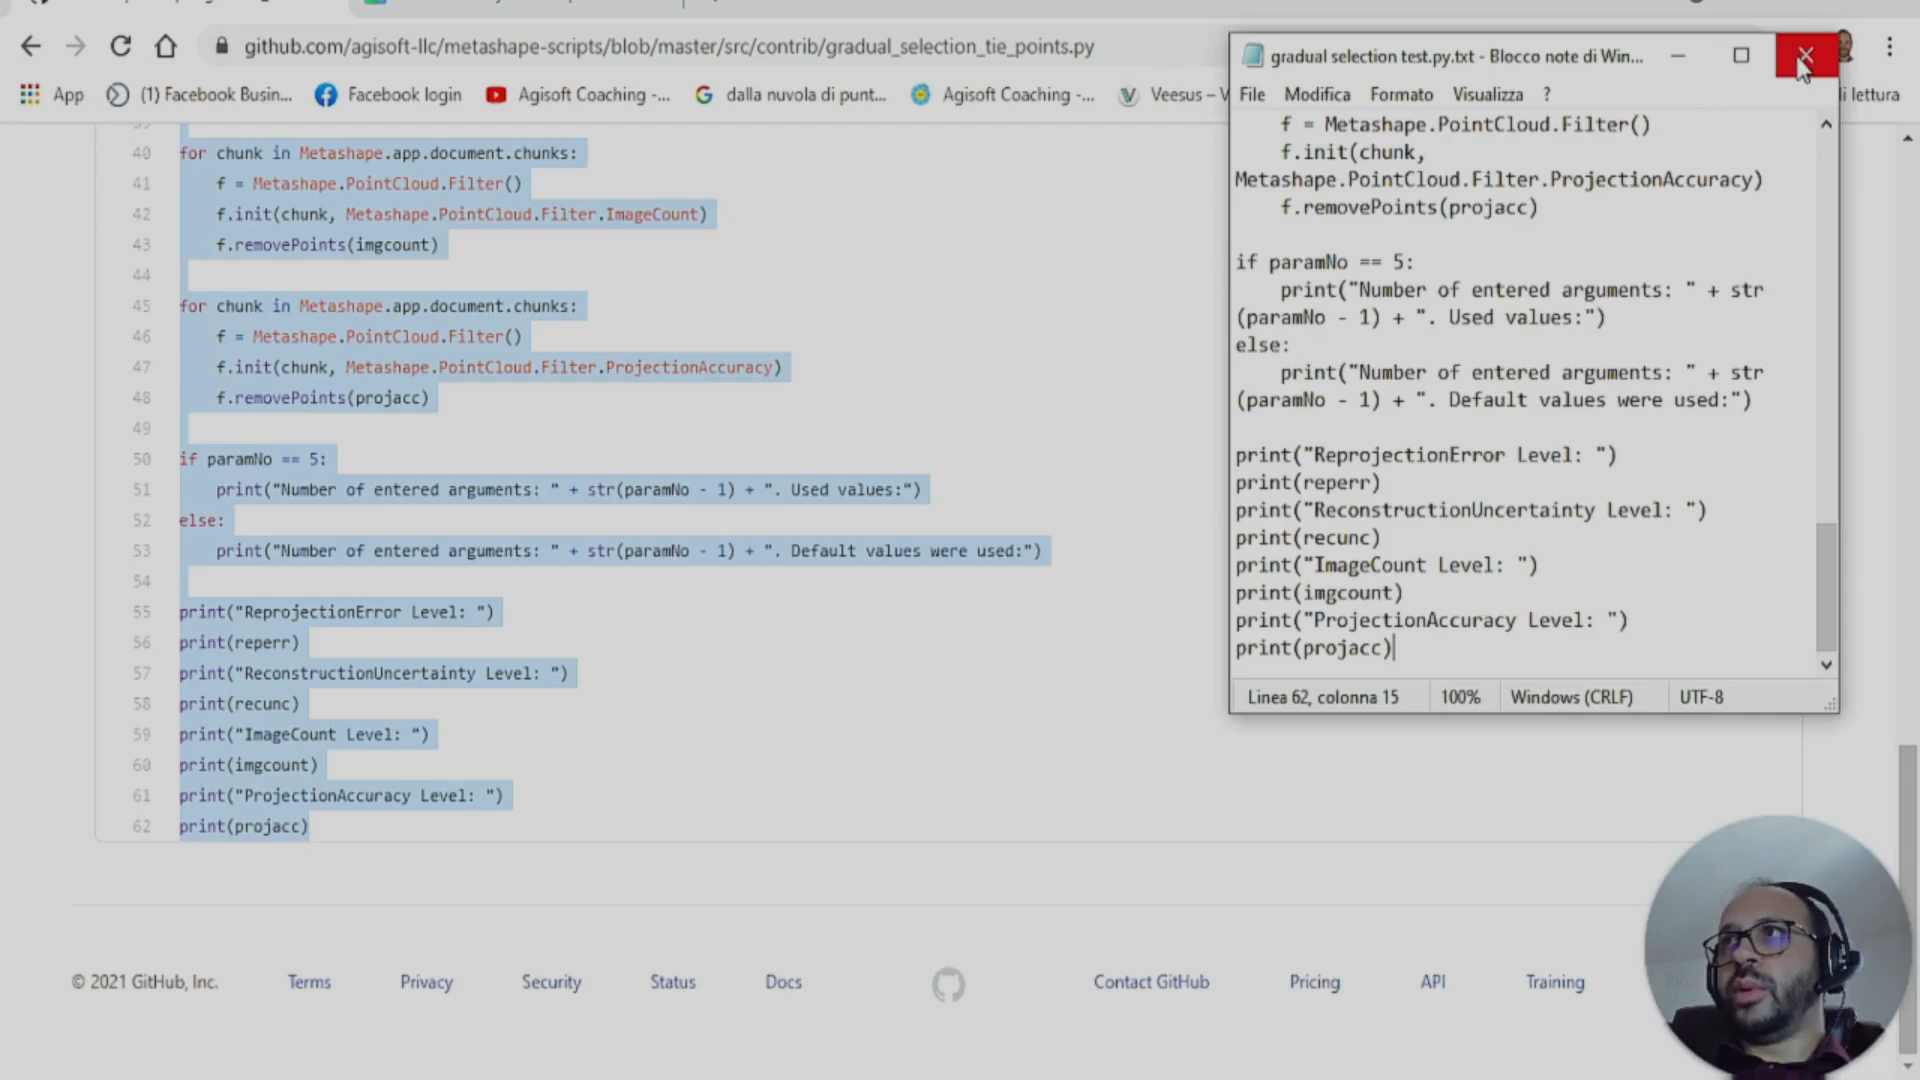 github.com/agisoft-llc/metashape-scripts/blob/master/src/contrib/gradual_selection_tie_points.py
App
(1) Facebook Busin...
Facebook login
Agisoft Coaching -...
dalla nuvola di punt...
Agisoft Coaching -...
Veesus – V
li lettura
40 for chunk in Metashape.app.document.chunks:
41 f = Metashape.PointCloud.Filter()
42 f.init(chunk, Metashape.PointCloud.Filter.ImageCount)
43 f.removePoints(imgcount)
44
45 for chunk in Metashape.app.document.chunks:
46 f = Metashape.PointCloud.Filter()
47 f.init(chunk, Metashape.PointCloud.Filter.ProjectionAccuracy)
48 f.removePoints(projacc)
49
50 if paramNo == 5:
51 print("Number of entered arguments: " + str(paramNo - 1) + ". Used values:")
52 else:
53 print("Number of entered arguments: " + str(paramNo - 1) + ". Default values were used:")
54
55 print("ReprojectionError Level: ")
56 print(reperr)
57 print("ReconstructionUncertainty Level: ")
58 print(recunc)
59 print("ImageCount Level: ")
60 print(imgcount)
61 print("ProjectionAccuracy Level: ")
62 print(projacc)
gradual selection test.py.txt - Blocco note di Win...
File Modifica Formato Visualizza ?
f = Metashape.PointCloud.Filter()
f.init(chunk,
Metashape.PointCloud.Filter.ProjectionAccuracy)
f.removePoints(projacc)
if paramNo == 5:
print("Number of entered arguments: " + str
(paramNo - 1) + ". Used values:")
else:
print("Number of entered arguments: " + str
(paramNo - 1) + ". Default values were used:")
print("ReprojectionError Level: ")
print(reperr)
print("ReconstructionUncertainty Level: ")
print(recunc)
print("ImageCount Level: ")
print(imgcount)
print("ProjectionAccuracy Level: ")
print(projacc)
Linea 62, colonna 15 100% Windows (CRLF) UTF-8
© 2021 GitHub, Inc. Terms Privacy Security Status Docs Contact GitHub Pricing API Training